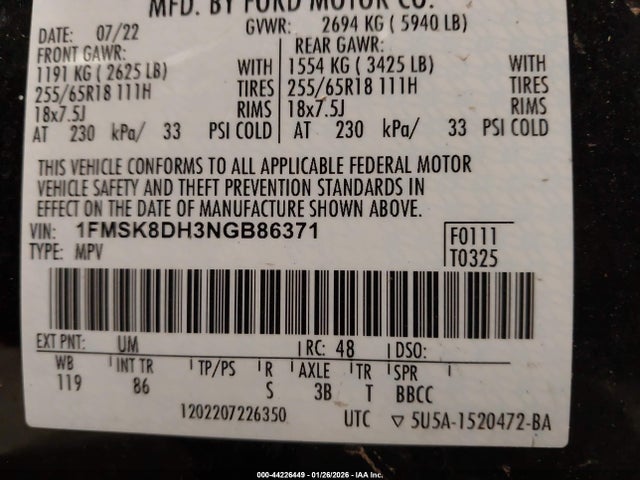 MFD. BY FORD MOTOR CO.
DATE: 07/22 GVWR: 2694 KG ( 5940 LB)
FRONT GAWR: REAR GAWR:
1191 KG ( 2625 LB) WITH 1554 KG ( 3425 LB) WITH
255/65R18 111H TIRES 255/65R18 111H TIRES
18x7.5J RIMS 18x7.5J RIMS
AT 230 kPa/ 33 PSI COLD AT 230 kPa/ 33 PSI COLD
THIS VEHICLE CONFORMS TO ALL APPLICABLE FEDERAL MOTOR
VEHICLE SAFETY AND THEFT PREVENTION STANDARDS IN
EFFECT ON THE DATE OF MANUFACTURE SHOWN ABOVE.
VIN: 1FMSK8DH3NGB86371 F0111
TYPE: MPV T0325
EXT PNT: UM RC: 48 DSO:
WB INT TR TP/PS R AXLE TR SPR
119 86 S 3B T BBCC
1202207226350 UTC ▽ 5U5A-1520472-BA
000-44226449 - 01/26/2026 - IAA Inc.